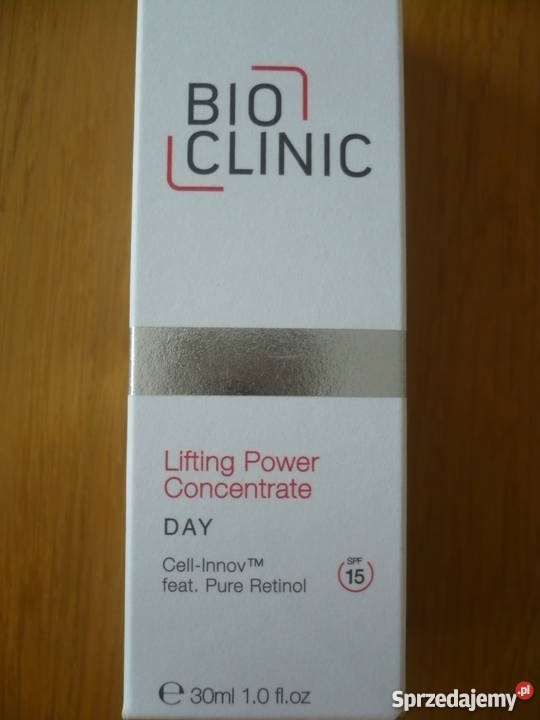 BIO
CLINIC
Lifting Power
Concentrate
DAY
Cell-Innov™
feat. Pure Retinol
SPF
15
℮ 30ml 1.0 fl.oz
Sprzedajemy.pl